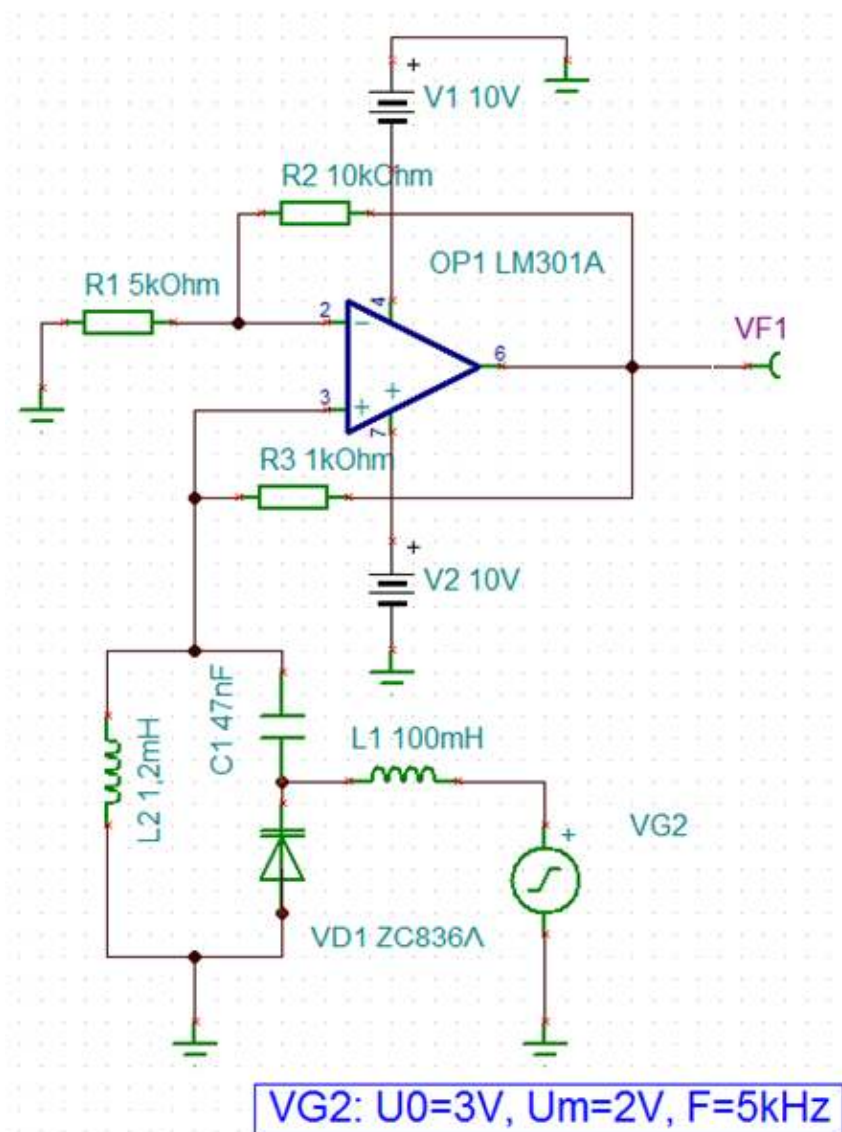 +
V1 10V
R2 10kOhm
OP1 LM301A
R1 5kOhm
4
2
−
VF1
6
3
+
+
7
R3 1kOhm
+
V2 10V
C1 47nF
L1 100mH
L2 1,2mH
+
VG2
VD1 ZC836A
VG2: U0=3V, Um=2V, F=5kHz